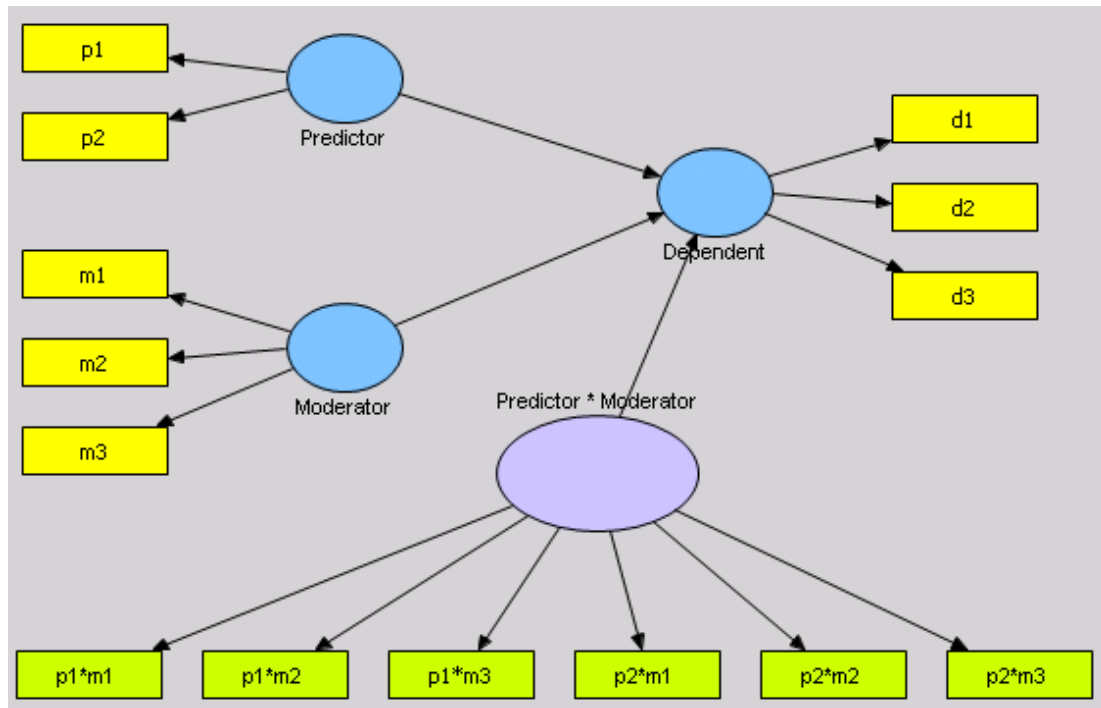 p1
p2
Predictor
d1
d2
d3
Dependent
m1
m2
m3
Moderator
Predictor * Moderator
p1*m1
p1*m2
p1*m3
p2*m1
p2*m2
p2*m3